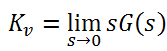 K_v = lim_{s→0} sG(s)